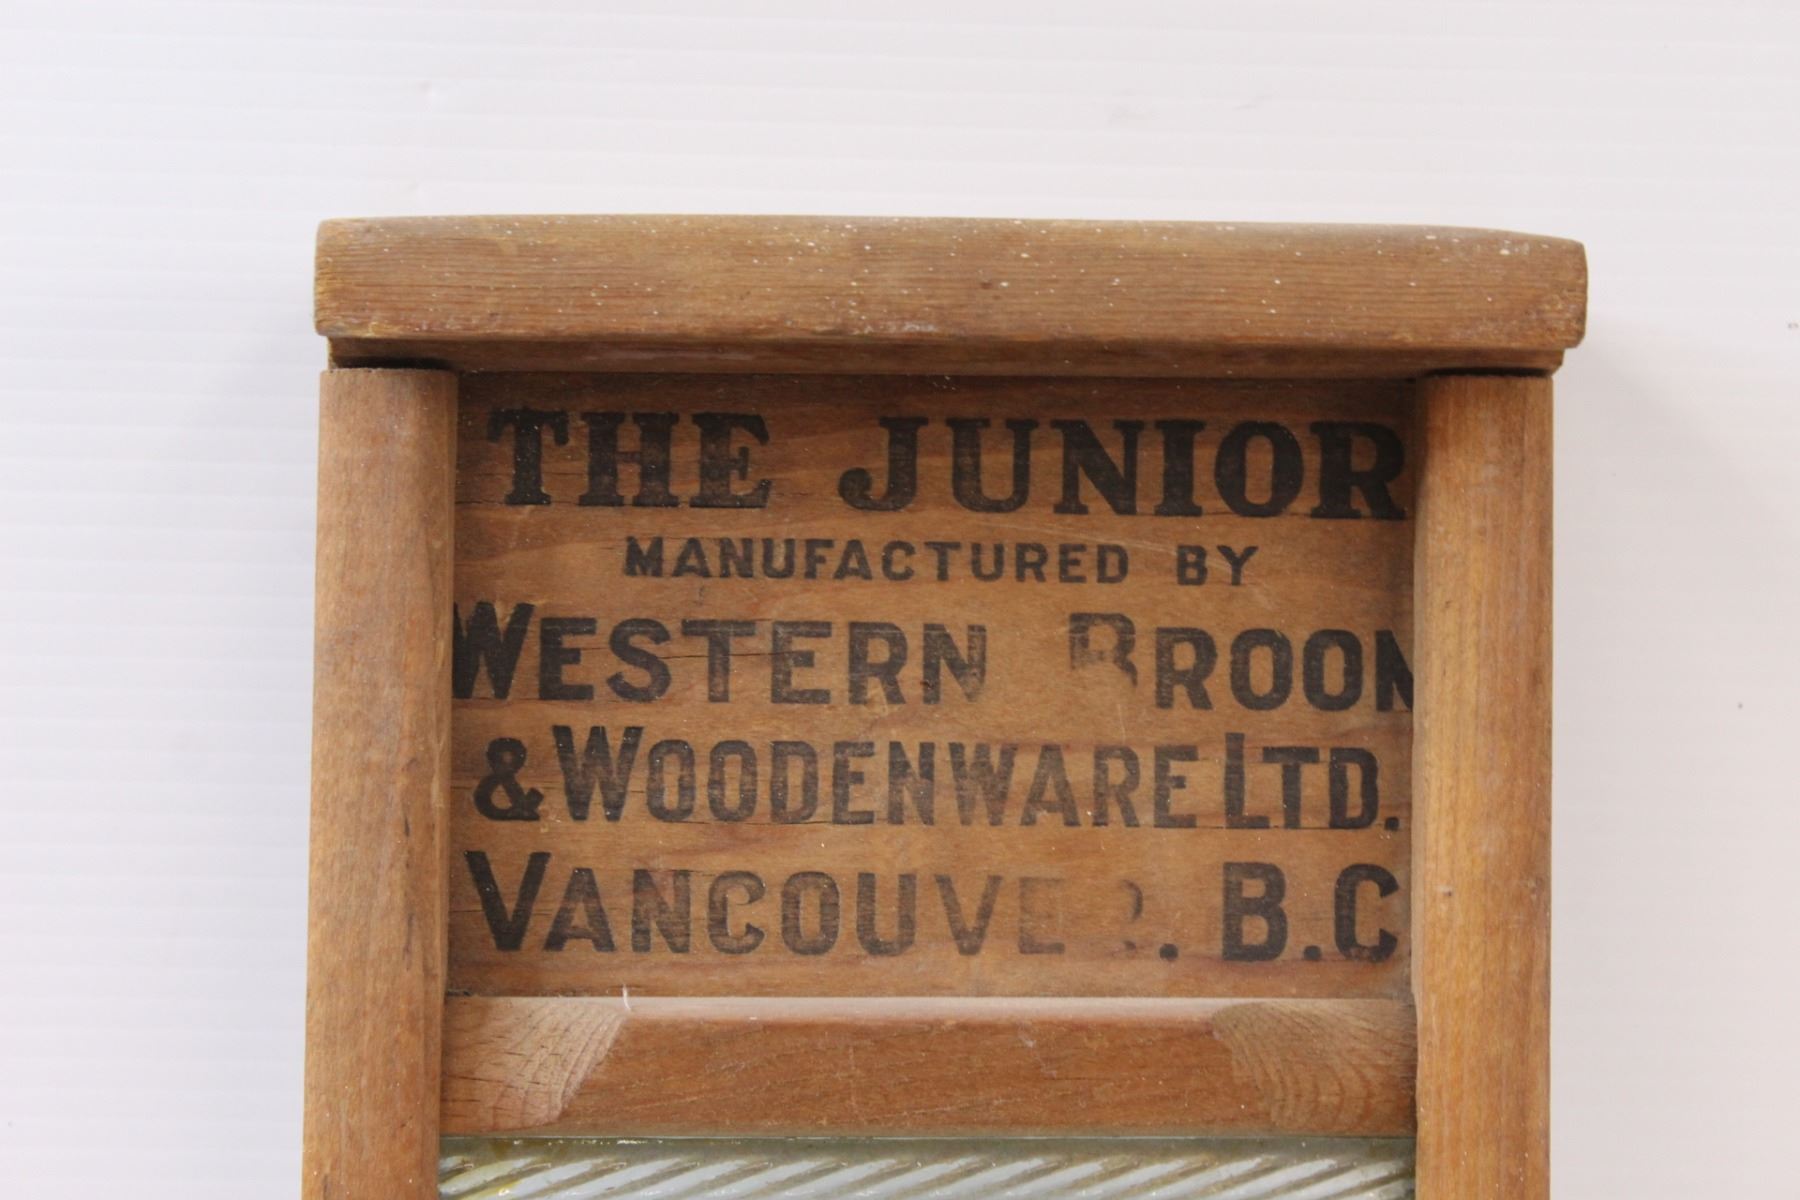 THE JUNIOR
MANUFACTURED BY
WESTERN BROOM
& WOODENWARE LTD.
VANCOUVER. B.C